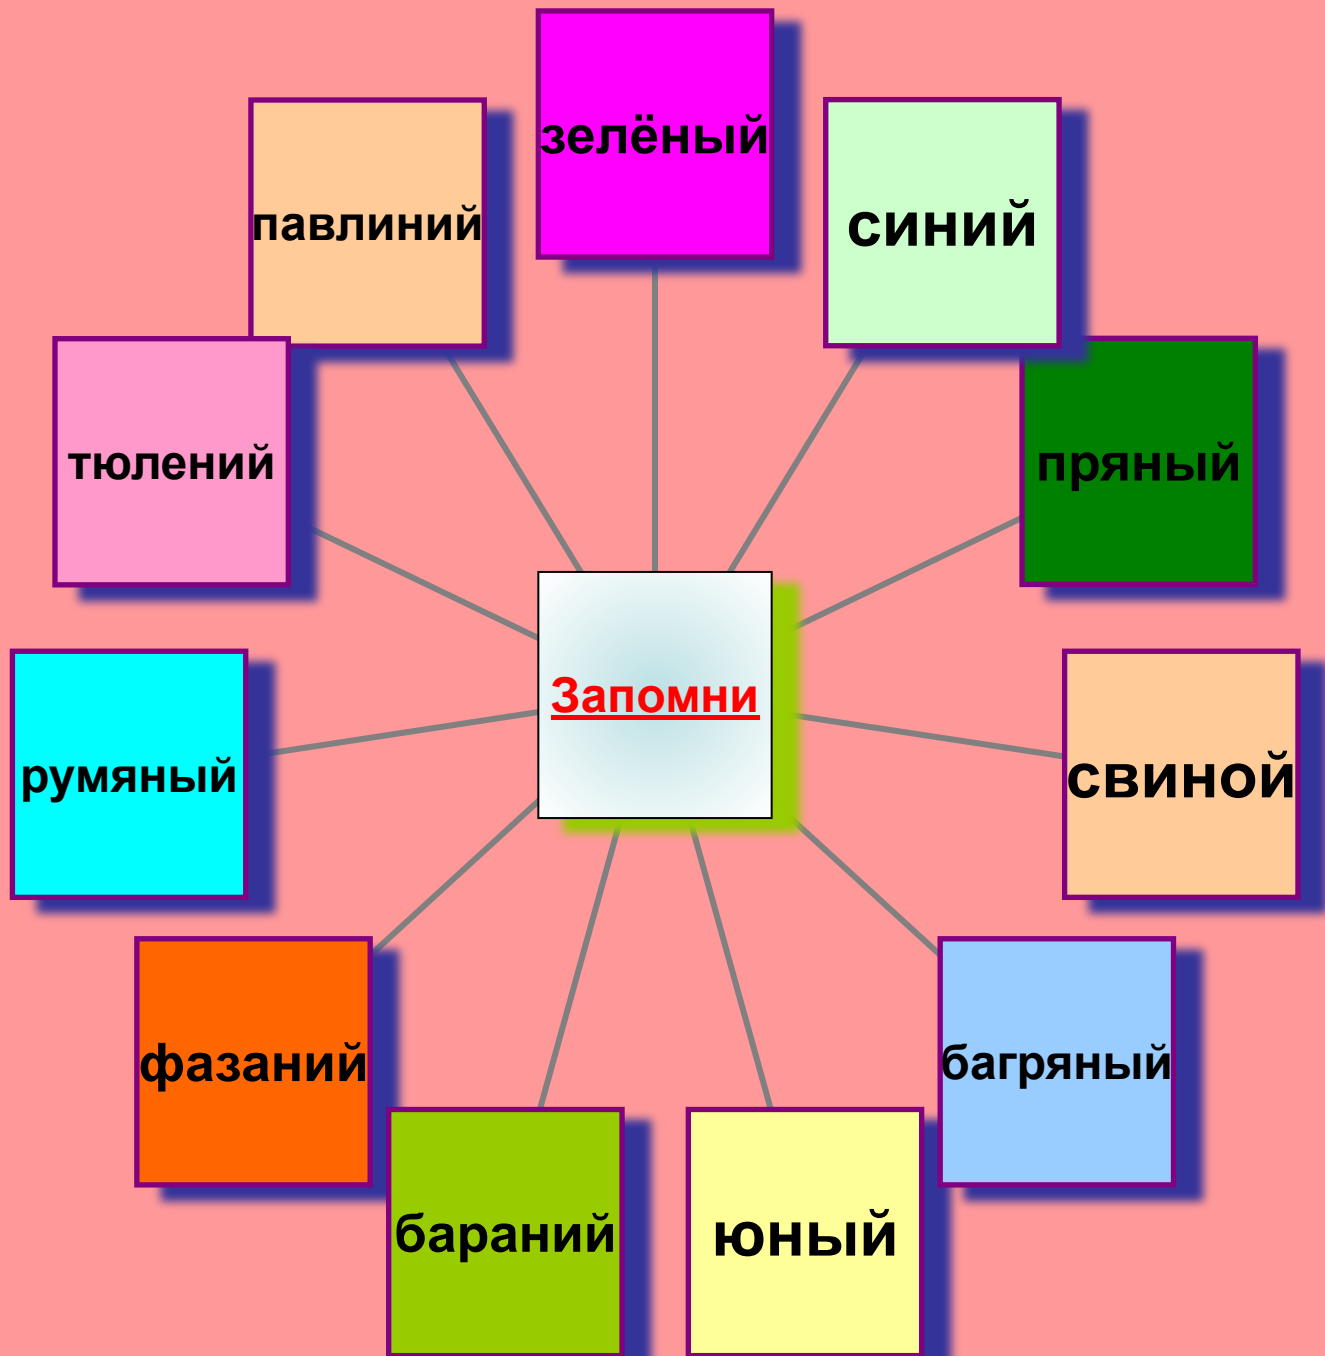 зелёный
синий
пряный
свиной
багряный
юный
бараний
фазаний
румяный
тюлений
павлиний
Запомни